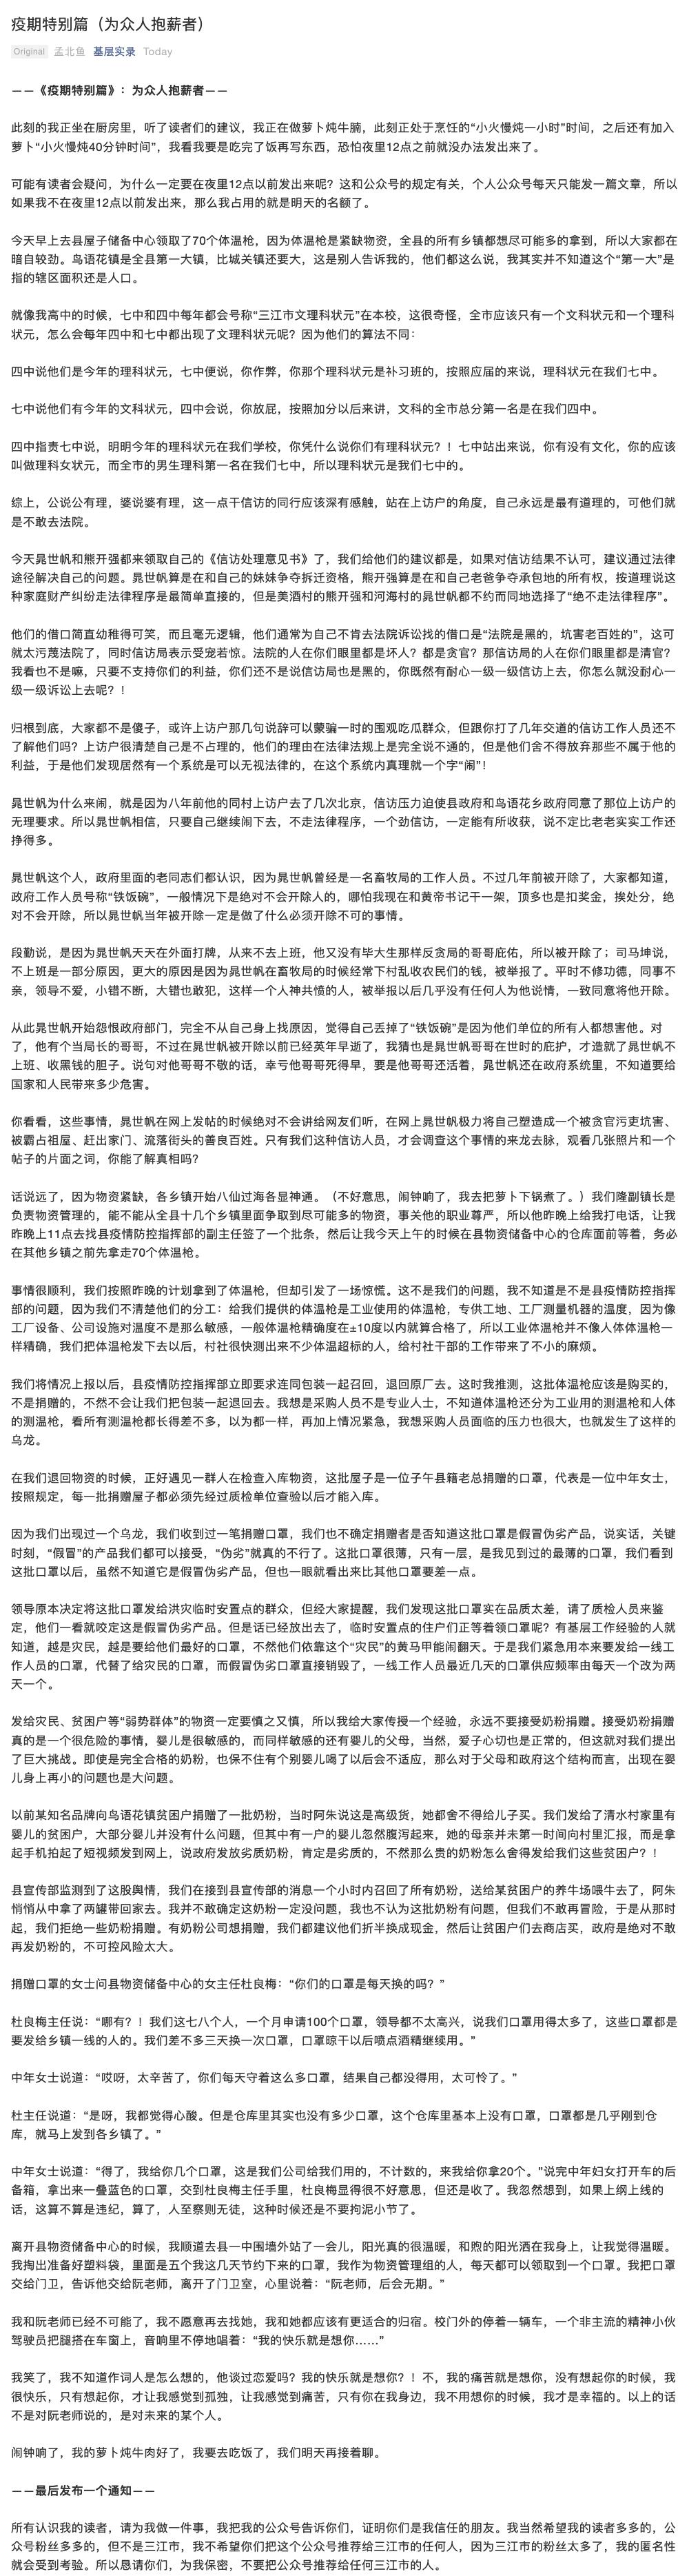 疫期特别篇（为众人抱薪者）
Original 孟北鱼 基层实录 Today
——《疫期特别篇》：为众人抱薪者——
此刻的我正坐在厨房里，听了读者们的建议，我正在做萝卜炖牛腩，此刻正处于烹饪的“小火慢炖一小时”时间，之后还有加入
萝卜“小火慢炖40分钟时间”，我看我要是吃完了饭再写东西，恐怕夜里12点之前就没办法发出来了。
可能有读者会疑问，为什么一定要在夜里12点以前发出来呢？这和公众号的规定有关，个人公众号每天只能发一篇文章，所以
如果我不在夜里12点以前发出来，那么我占用的就是明天的名额了。
今天早上去县屋子储备中心领取了70个体温枪，因为体温枪是紧缺物资，全县的所有乡镇都想尽可能多的拿到，所以大家都在
暗自较劲。鸟语花镇是全县第一大镇，比城关镇还要大，这是别人告诉我的，他们都这么说，我其实并不知道这个“第一大”是
指的辖区面积还是人口。
就像我高中的时候，七中和四中每年都会号称“三江市文理科状元”在本校，这很奇怪，全市应该只有一个文科状元和一个理科
状元，怎么会每年四中和七中都出现了文理科状元呢？因为他们的算法不同：
四中说他们是今年的理科状元，七中便说，你作弊，你那个理科状元是补习班的，按照应届的来说，理科状元在我们七中。
七中说他们有今年的文科状元，四中会说，你放屁，按照加分以后来讲，文科的全市总分第一名是在我们四中。
四中指责七中说，明明今年的理科状元在我们学校，你凭什么说你们有理科状元？！七中站出来说，你有没有文化，你的应该
叫做理科女状元，而全市的男生理科第一名在我们七中，所以理科状元是我们七中的。
综上，公说公有理，婆说婆有理，这一点干信访的同行应该深有感触，站在上访户的角度，自己永远是最有道理的，可他们就
是不敢去法院。
今天晁世帆和熊开强都来领取自己的《信访处理意见书》了，我们给他们的建议都是，如果对信访结果不认可，建议通过法律
途径解决自己的问题。晁世帆算是在和自己的妹妹争夺拆迁资格，熊开强算是在和自己老爸争夺承包地的所有权，按道理说这
种家庭财产纠纷走法律程序是最简单直接的，但是美酒村的熊开强和河海村的晁世帆都不约而同地选择了“绝不走法律程序”。
他们的借口简直幼稚得可笑，而且毫无逻辑，他们通常为自己不肯去法院诉讼找的借口是“法院是黑的，坑害老百姓的”，这可
就太污蔑法院了，同时信访局表示受宠若惊。法院的人在你们眼里都是坏人？都是贪官？那信访局的人在你们眼里都是清官？
我看也不是嘛，只要不支持你们的利益，你们还不是说信访局也是黑的，你既然有耐心一级一级信访上去，你怎么就没耐心一
级一级诉讼上去呢？！
归根到底，大家都不是傻子，或许上访户那几句说辞可以蒙骗一时的围观吃瓜群众，但跟你打了几年交道的信访工作人员还不
了解他们吗？上访户很清楚自己是不占理的，他们的理由在法律法规上是完全说不通的，但是他们舍不得放弃那些不属于他的
利益，于是他们发现居然有一个系统是可以无视法律的，在这个系统内真理就一个字“闹”！
晁世帆为什么来闹，就是因为八年前他的同村上访户去了几次北京，信访压力迫使县政府和鸟语花乡政府同意了那位上访户的
无理要求。所以晁世帆相信，只要自己继续闹下去，不走法律程序，一个劲信访，一定能有所收获，说不定比老老实实工作还
挣得多。
晁世帆这个人，政府里面的老同志们都认识，因为晁世帆曾经是一名畜牧局的工作人员。不过几年前被开除了，大家都知道，
政府工作人员号称“铁饭碗”，一般情况下是绝对不会开除人的，哪怕我现在和黄帝书记干一架，顶多也是扣奖金，挨处分，绝
对不会开除，所以晁世帆当年被开除一定是做了什么必须开除不可的事情。
段勤说，是因为晁世帆天天在外面打牌，从来不去上班，他又没有毕大生那样反贪局的哥哥庇佑，所以被开除了；司马坤说，
不上班是一部分原因，更大的原因是因为晁世帆在畜牧局的时候经常下村乱收农民们的钱，被举报了。平时不修功德，同事不
亲，领导不爱，小错不断，大错也敢犯，这样一个人神共愤的人，被举报以后几乎没有任何人为他说情，一致同意将他开除。
从此晁世帆开始怨恨政府部门，完全不从自己身上找原因，觉得自己丢掉了“铁饭碗”是因为他们单位的所有人都想害他。对
了，他有个当局长的哥哥，不过在晁世帆被开除以前已经英年早逝了，我猜也是晁世帆哥哥在世时的庇护，才造就了晁世帆不
上班、收黑钱的胆子。说句对他哥哥不敬的话，幸亏他哥哥死得早，要是他哥哥还活着，晁世帆还在政府系统里，不知道要给
国家和人民带来多少危害。
你看看，这些事情，晁世帆在网上发帖的时候绝对不会讲给网友们听，在网上晁世帆极力将自己塑造成一个被贪官污吏坑害、
被霸占祖屋、赶出家门、流落街头的善良百姓。只有我们这种信访人员，才会调查这个事情的来龙去脉，观看几张照片和一个
帖子的片面之词，你能了解真相吗？
话说远了，因为物资紧缺，各乡镇开始八仙过海各显神通。（不好意思，闹钟响了，我去把萝卜下锅煮了。）我们隆副镇长是
负责物资管理的，能不能从全县十几个乡镇里面争取到尽可能多的物资，事关他的职业尊严，所以他昨晚上给我打电话，让我
昨晚上11点去找县疫情防控指挥部的副主任签了一个批条，然后让我今天上午的时候在县物资储备中心的仓库面前等着，务必
在其他乡镇之前先拿走70个体温枪。
事情很顺利，我们按照昨晚的计划拿到了体温枪，但却引发了一场惊慌。这不是我们的问题，我不知道是不是县疫情防控指挥
部的问题，因为我们不清楚他们的分工：给我们提供的体温枪是工业使用的体温枪，专供工地、工厂测量机器的温度，因为像
工厂设备、公司设施对温度不是那么敏感，一般体温枪精确度在±10度以内就算合格了，所以工业体温枪并不像人体体温枪一
样精确，我们把体温枪发下去以后，村社很快测出来不少体温超标的人，给村社干部的工作带来了不小的麻烦。
我们将情况上报以后，县疫情防控指挥部立即要求连同包装一起召回，退回原厂去。这时我推测，这批体温枪应该是购买的，
不是捐赠的，不然不会让我们把包装一起退回去。我想是采购人员不是专业人士，不知道体温枪还分为工业用的测温枪和人体
的测温枪，看所有测温枪都长得差不多，以为都一样，再加上情况紧急，我想采购人员面临的压力也很大，也就发生了这样的
乌龙。
在我们退回物资的时候，正好遇见一群人在检查入库物资，这批屋子是一位子午县籍老总捐赠的口罩，代表是一位中年女士，
按照规定，每一批捐赠屋子都必须先经过质检单位查验以后才能入库。
因为我们出现过一个乌龙，我们收到过一笔捐赠口罩，我们也不确定捐赠者是否知道这批口罩是假冒伪劣产品，说实话，关键
时刻，“假冒”的产品我们都可以接受，“伪劣”就真的不行了。这批口罩很薄，只有一层，是我见到过的最薄的口罩，我们看到
这批口罩以后，虽然不知道它是假冒伪劣产品，但也一眼就看出来比其他口罩要差一点。
领导原本决定将这批口罩发给洪灾临时安置点的群众，但经大家提醒，我们发现这批口罩实在品质太差，请了质检人员来鉴
定，他们一看就咬定这是假冒伪劣产品。但是话已经放出去了，临时安置点的住户们正等着领口罩呢？有基层工作经验的人就
知道，越是灾民，越是要给他们最好的口罩，不然他们依靠这个“灾民”的黄马甲能闹翻天。于是我们紧急用本来要发给一线工
作人员的口罩，代替了给灾民的口罩，而假冒伪劣口罩直接销毁了，一线工作人员最近几天的口罩供应频率由每天一个改为两
天一个。
发给灾民、贫困户等“弱势群体”的物资一定要慎之又慎，所以我给大家传授一个经验，永远不要接受奶粉捐赠。接受奶粉捐赠
真的是一个很危险的事情，婴儿是很敏感的，而同样敏感的还有婴儿的父母，当然，爱子心切也是正常的，但这就对我们提出
了巨大挑战。即使是完全合格的奶粉，也保不住有个别婴儿喝了以后会不适应，那么对于父母和政府这个结构而言，出现在婴
儿身上再小的问题也是大问题。
以前某知名品牌向鸟语花镇贫困户捐赠了一批奶粉，当时阿朱说这是高级货，她都舍不得给儿子买。我们发给了清水村家里有
婴儿的贫困户，大部分婴儿并没有什么问题，但其中有一户的婴儿忽然腹泻起来，她的母亲并未第一时间向村里汇报，而是拿
起手机拍起了短视频发到网上，说政府发放劣质奶粉，肯定是劣质的，不然那么贵的奶粉怎么舍得发给我们这些贫困户？！
县宣传部监测到了这股舆情，我们在接到县宣传部的消息一个小时内召回了所有奶粉，送给某贫困户的养牛场喂牛去了，阿朱
悄悄从中拿了两罐带回家去。我并不敢确定这奶粉一定没问题，我也不认为这批奶粉有问题，但我们不敢再冒险，于是从那时
起，我们拒绝一些奶粉捐赠。有奶粉公司想捐赠，我们都建议他们折半换成现金，然后让贫困户们去商店买，政府是绝对不敢
再发奶粉的，不可控风险太大。
捐赠口罩的女士问县物资储备中心的女主任杜良梅：“你们的口罩是每天换的吗？”
杜良梅主任说：“哪有？！我们这七八个人，一个月申请100个口罩，领导都不太高兴，说我们口罩用得太多了，这些口罩都是
要发给乡镇一线的人的。我们差不多三天换一次口罩，口罩晾干以后喷点酒精继续用。”
中年女士说道：“哎呀，太辛苦了，你们每天守着这么多口罩，结果自己都没得用，太可怜了。”
杜主任说道：“是呀，我都觉得心酸。但是仓库里其实也没有多少口罩，这个仓库里基本上没有口罩，口罩都是几乎刚到仓
库，就马上发到各乡镇了。”
中年女士说道：“得了，我给你几个口罩，这是我们公司给我们用的，不计数的，来我给你拿20个。”说完中年妇女打开车的后
备箱，拿出来一叠蓝色的口罩，交到杜良梅主任手里，杜良梅显得很不好意思，但还是收了。我忽然想到，如果上纲上线的
话，这算不算是违纪，算了，人至察则无徒，这种时候还是不要拘泥小节了。
离开县物资储备中心的时候，我顺道去县一中围墙外站了一会儿，阳光真的很温暖，和煦的阳光洒在我身上，让我觉得温暖。
我掏出准备好塑料袋，里面是五个我这几天节约下来的口罩，我作为物资管理组的人，每天都可以领取到一个口罩。我把口罩
交给门卫，告诉他交给阮老师，离开了门卫室，心里说着：“阮老师，后会无期。”
我和阮老师已经不可能了，我不愿意再去找她，我和她都应该有更适合的归宿。校门外的停着一辆车，一个非主流的精神小伙
驾驶员把腿搭在车窗上，音响里不停地唱着：“我的快乐就是想你……”
我笑了，我不知道作词人是怎么想的，他谈过恋爱吗？我的快乐就是想你？！不，我的痛苦就是想你，没有想起你的时候，我
很快乐，只有想起你，才让我感觉到孤独，让我感觉到痛苦，只有你在我身边，我不用想你的时候，我才是幸福的。以上的话
不是对阮老师说的，是对未来的某个人。
闹钟响了，我的萝卜炖牛肉好了，我要去吃饭了，我们明天再接着聊。
——最后发布一个通知——
所有认识我的读者，请为我做一件事，我把我的公众号告诉你们，证明你们是我信任的朋友。我当然希望我的读者多多的，公
众号粉丝多多的，但不是三江市，我不希望你们把这个公众号推荐给三江市的任何人，因为三江市的粉丝太多了，我的匿名性
就会受到考验。所以恳请你们，为我保密，不要把公众号推荐给任何三江市的人。